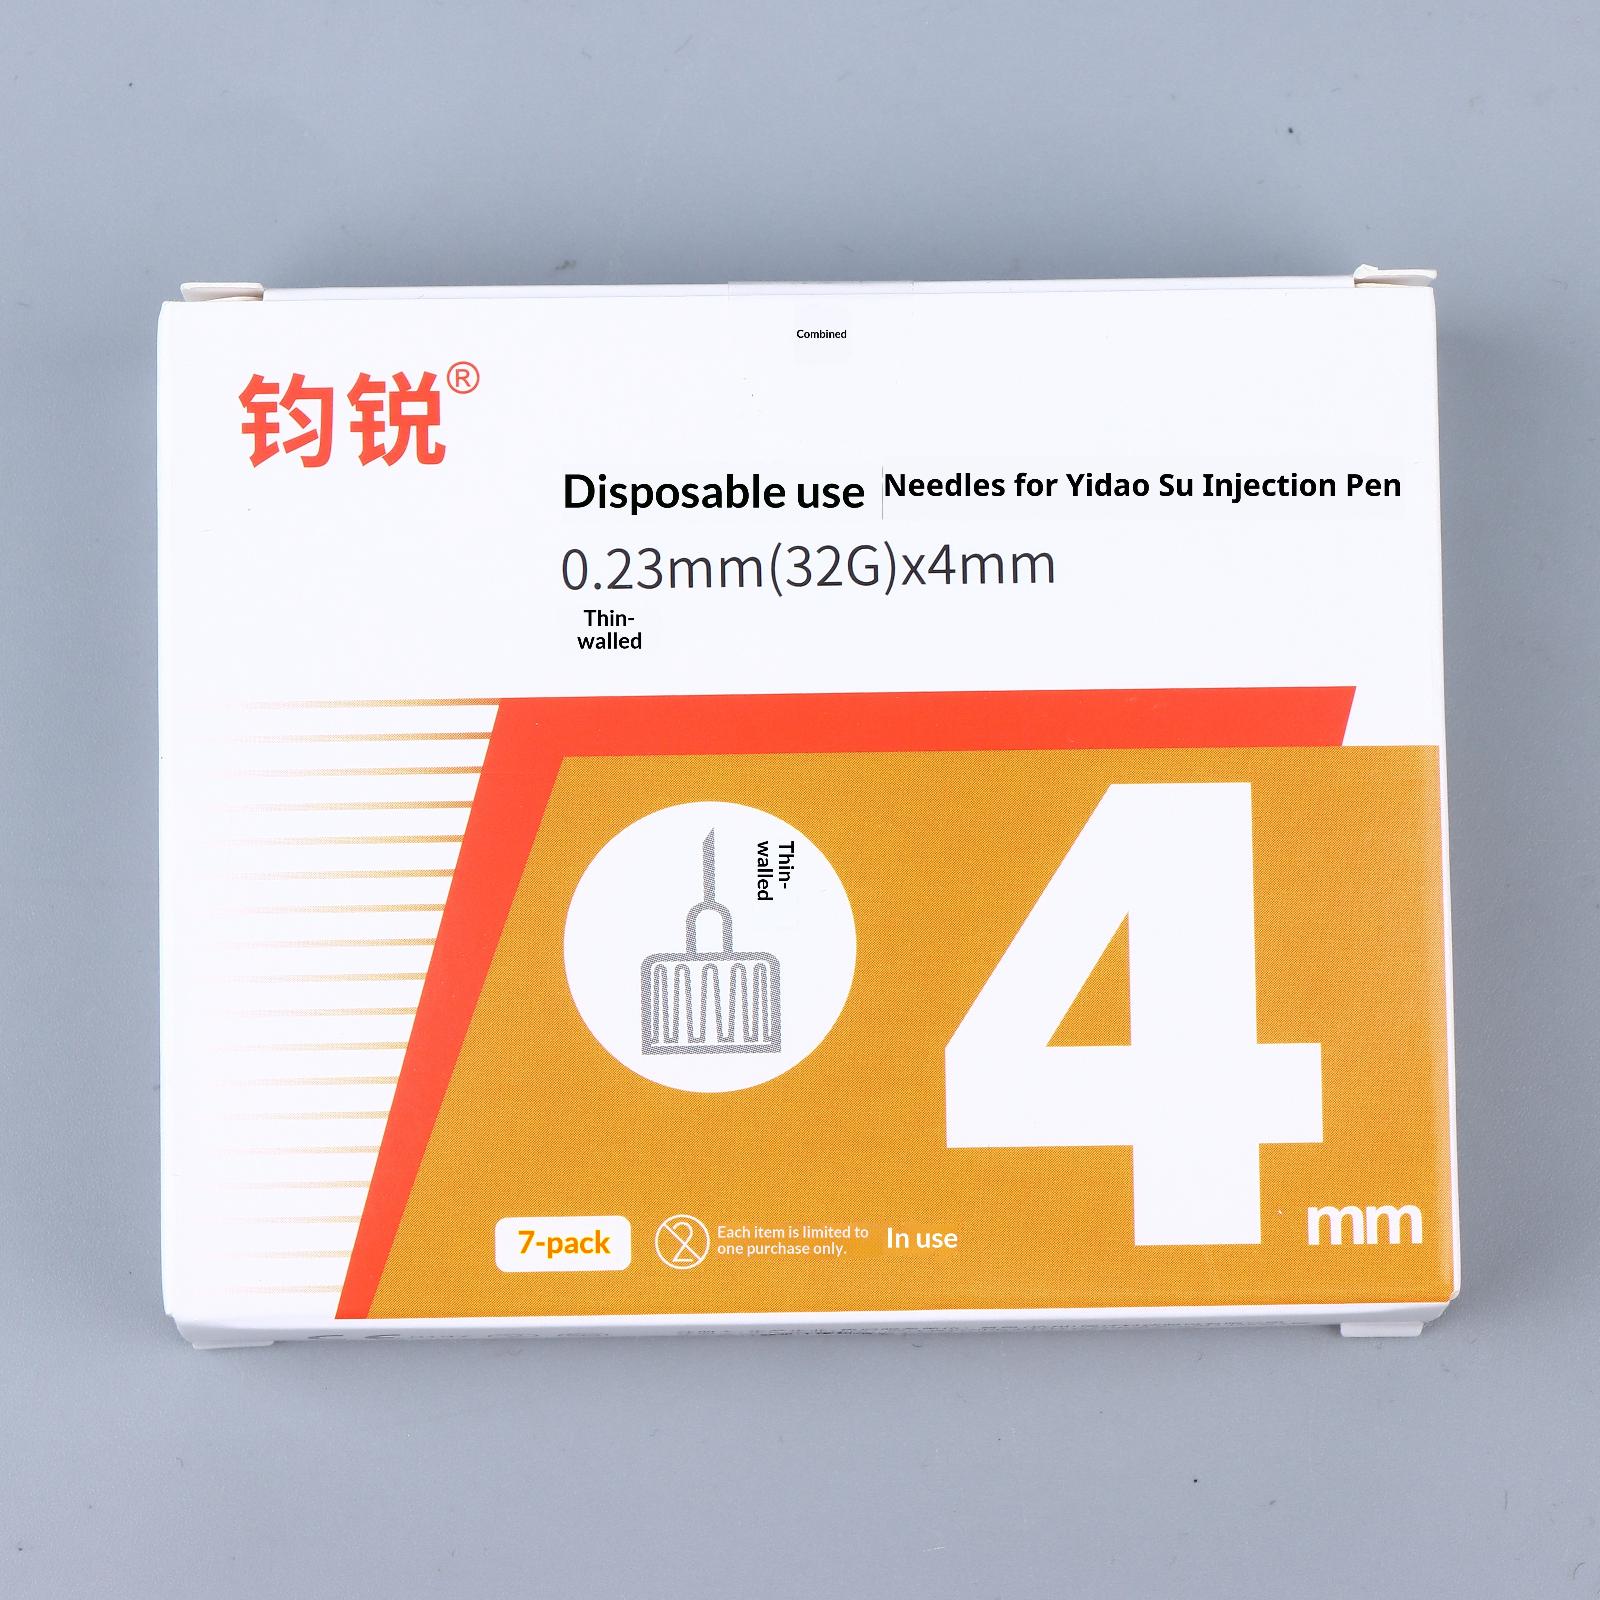 Combined
钧锐®
Disposable use Needles for Yidao Su Injection Pen
0.23mm(32G)x4mm
Thin-
walled
Thin-
walled
4
mm
7-pack
2
Each item is limited to
one purchase only.
In use